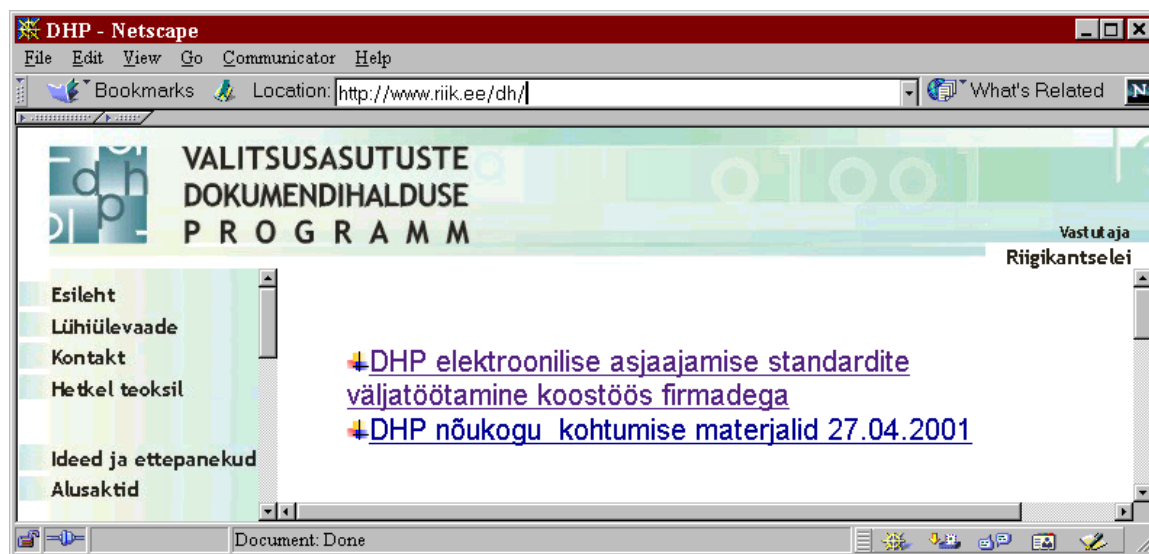 DHP - Netscape
File Edit View Go Communicator Help
Bookmarks Location: http://www.riik.ee/dh/ What's Related N
dhp
VALITSUSASUTUSTE
DOKUMENDIHALDUSE
PROGRAMM
01001
Vastutaja
Riigikantselei
Esileht
Lühiülevaade
Kontakt
Hetkel teoksil
Ideed ja ettepanekud
Alusaktid
DHP elektroonilise asjaajamise standardite
väljatöötamine koostöös firmadega
DHP nõukogu kohtumise materjalid 27.04.2001
Document: Done